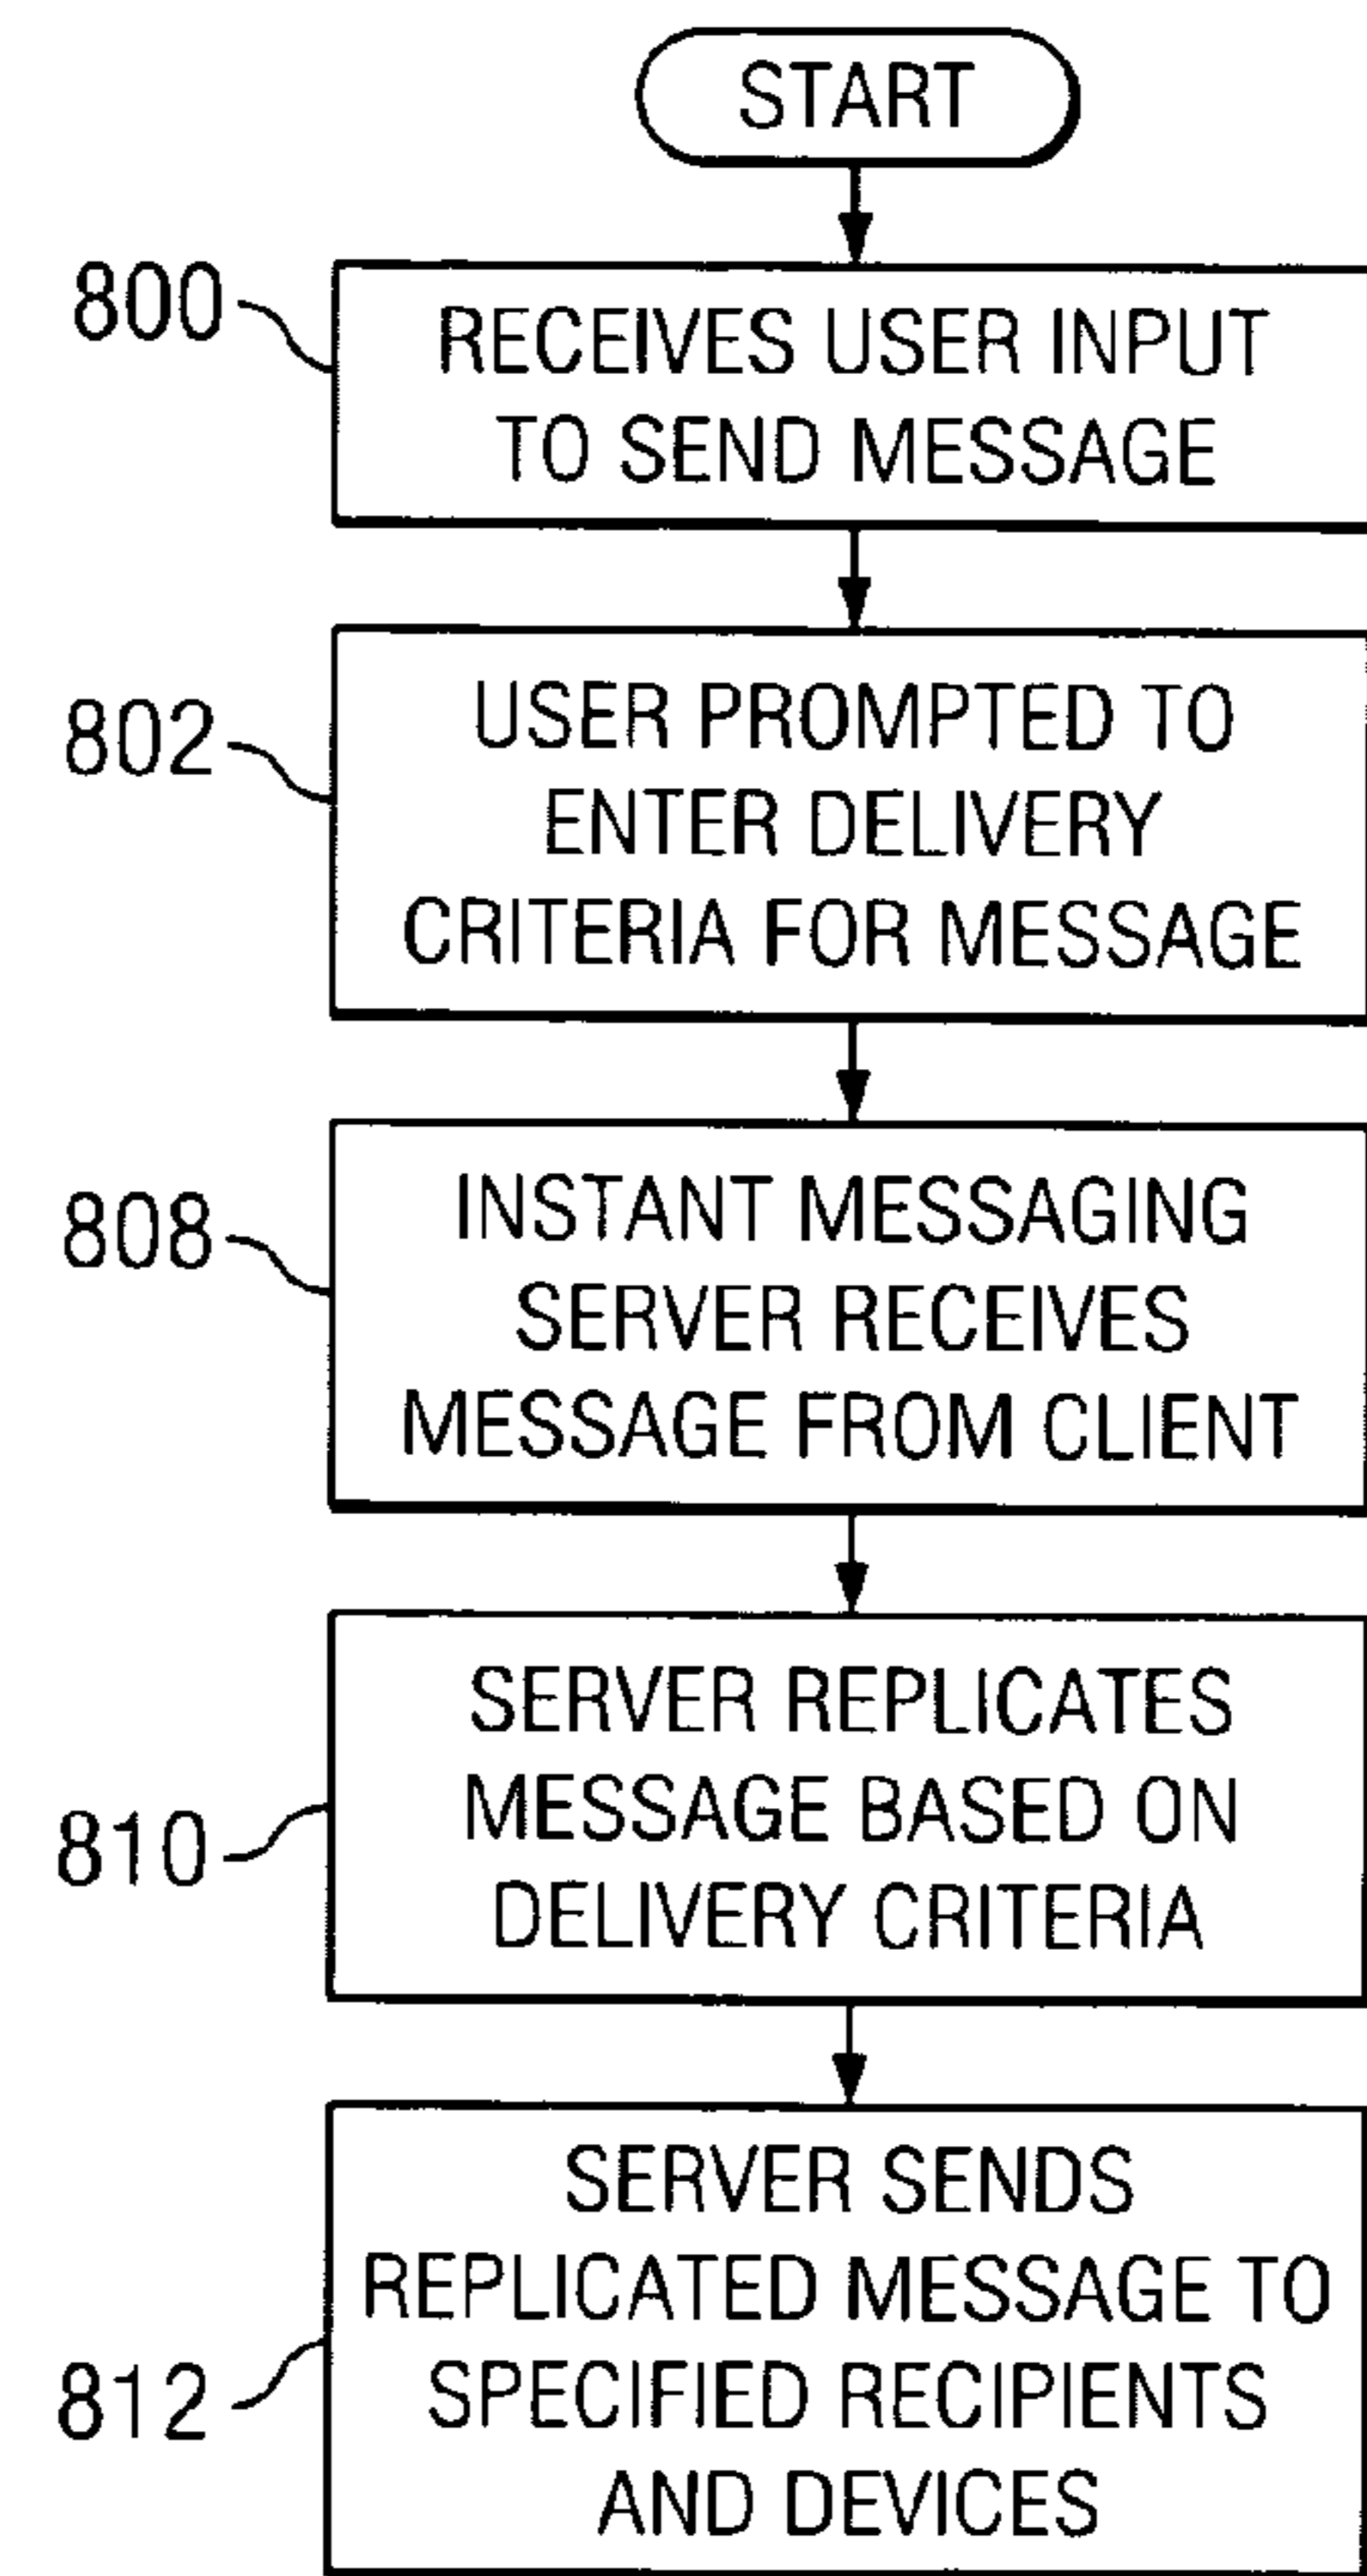 START
800
RECEIVES USER INPUT
TO SEND MESSAGE
802
USER PROMPTED TO
ENTER DELIVERY
CRITERIA FOR MESSAGE
808
INSTANT MESSAGING
SERVER RECEIVES
MESSAGE FROM CLIENT
810
SERVER REPLICATES
MESSAGE BASED ON
DELIVERY CRITERIA
812
SERVER SENDS
REPLICATED MESSAGE TO
SPECIFIED RECIPIENTS
AND DEVICES